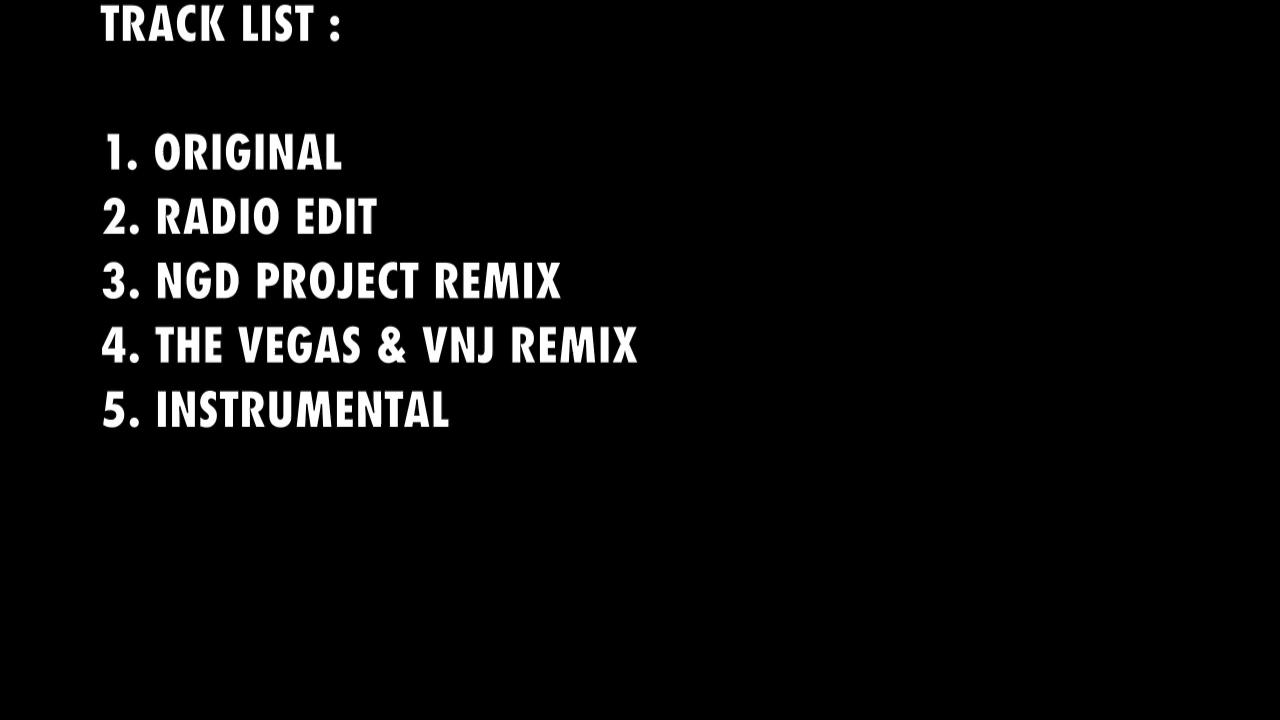 TRACK LIST :
1. ORIGINAL
2. RADIO EDIT
3. NGD PROJECT REMIX
4. THE VEGAS & VNJ REMIX
5. INSTRUMENTAL